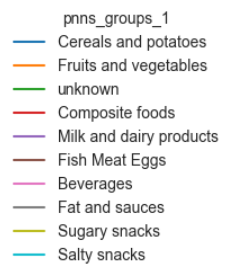 pnns_groups_1
Cereals and potatoes
Fruits and vegetables
unknown
Composite foods
Milk and dairy products
Fish Meat Eggs
Beverages
Fat and sauces
Sugary snacks
Salty snacks